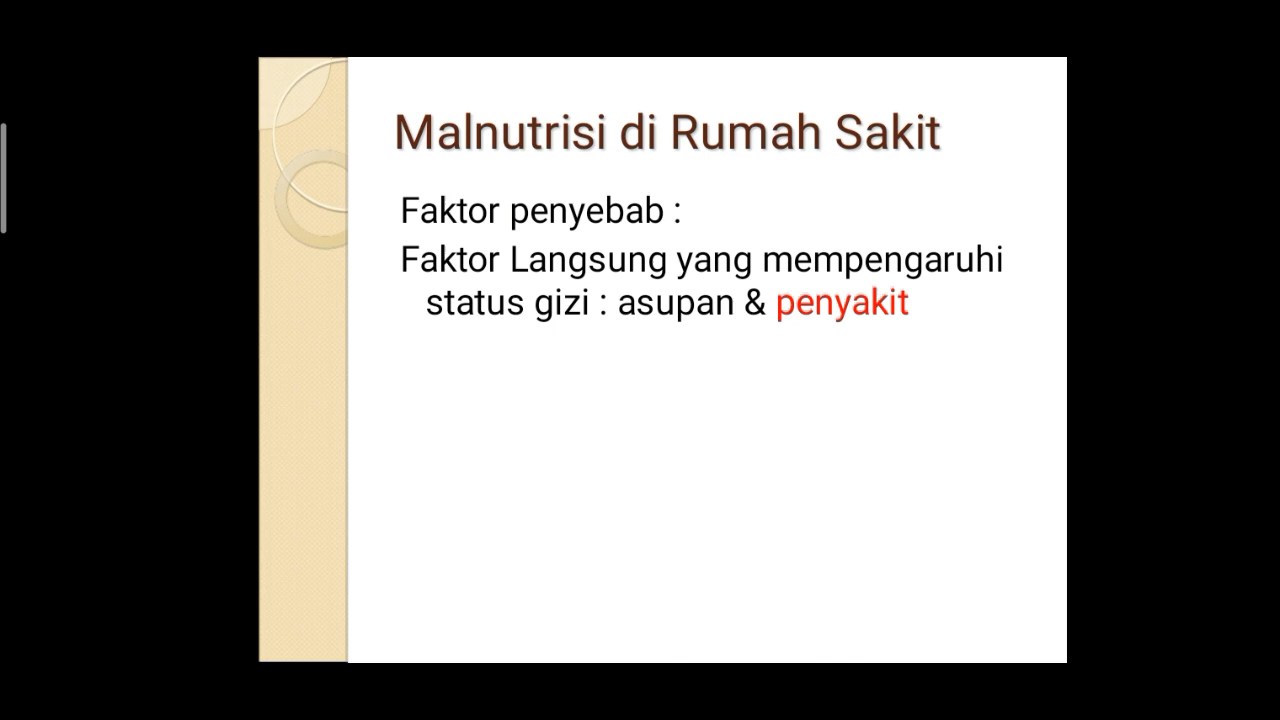 Malnutrisi di Rumah Sakit
Faktor penyebab :
Faktor Langsung yang mempengaruhi
status gizi : asupan & penyakit